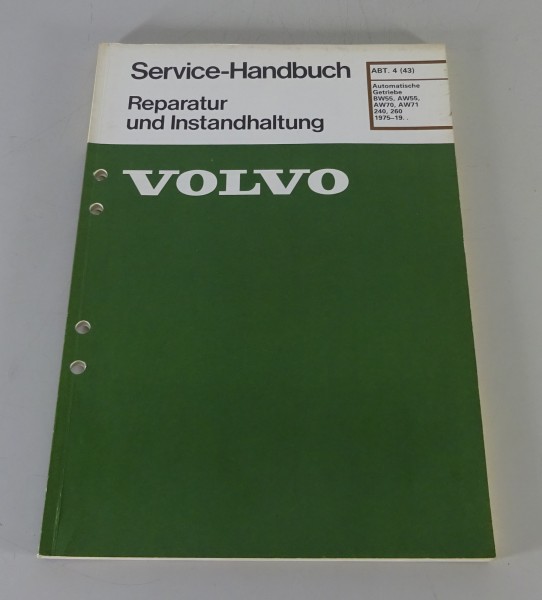 Service-Handbuch
Reparatur
und Instandhaltung
ABT. 4 (43)
Automatische
Getriebe
BW55, AW55,
AW70, AW71
240, 260
1975-19. .
VOLVO